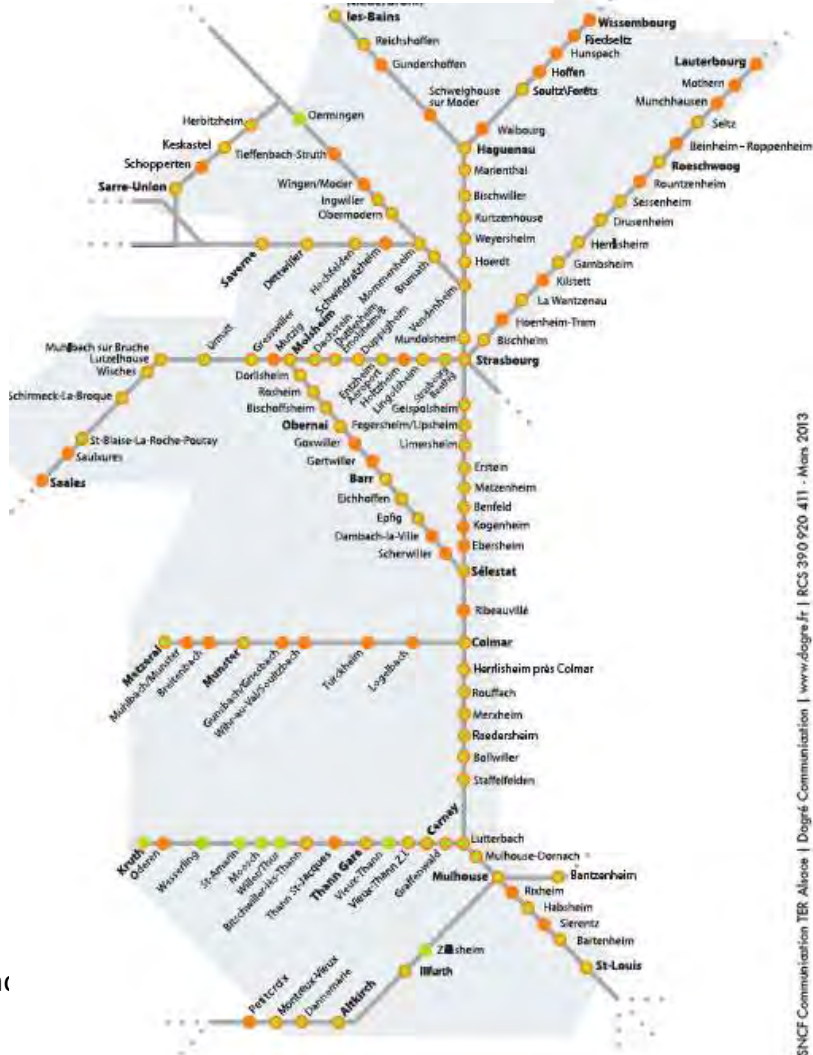 les-Bains
Reichshoffen
Gundershoffen
Schweighouse
sur Moder
Wissembourg
Riedseltz
Hunspach
Hoffen
Soultz\Forêts
Walbourg
Haguenau
Marienthal
Bischwiller
Kurtzenhouse
Weyersheim
Hoerdt
Vendenheim
Mundolsheim
Strasbourg
Lauterbourg
Mothern
Munchhausen
Seltz
Beinheim - Roppenheim
Roeschwoog
Rountzenheim
Sessenheim
Drusenheim
Herrlisheim
Gambsheim
Kilstett
La Wantzenau
Hoenheim-Tram
Bischheim
Oermingen
Herbitzheim
Keskastel
Schopperten
Sarre-Union
Tieffenbach-Struth
Wingen/Moder
Ingwiller
Obermodern
Saverne
Dettwiller
Hochfelden
Schwindratzheim
Mommenheim
Brumath
Muhlbach sur Bruche
Lutzelhouse
Wisches
Schirmeck-La-Broque
St-Blaise-La-Roche-Poutay
Saulxures
Saales
Urmatt
Gresswiller
Mutzig
Molsheim
Dachstein
Duttlenheim
Ernolsheim/B.
Duppigheim
Entzheim
Aéroport
Holtzheim
Lingolsheim
Strasbourg
Roethig
Dorlisheim
Rosheim
Bischoffsheim
Obernai
Goxwiller
Gertwiller
Barr
Eichhoffen
Epfig
Dambach-la-Ville
Scherwiller
Geispolsheim
Fegersheim/Lipsheim
Limersheim
Erstein
Matzenheim
Benfeld
Kogenheim
Ebersheim
Sélestat
Ribeauvillé
Colmar
Metzeral
Muhlbach/Munster
Breitenbach
Munster
Gunsbach/Griesbach
Wihr-au-Val/Soultzbach
Turckheim
Logelbach
Herrlisheim près Colmar
Rouffach
Merxheim
Raedersheim
Bollwiller
Staffelfelden
Lutterbach
Mulhouse-Dornach
Mulhouse
Kruth
Oderen
Wesserling
St-Amarin
Moosch
Willer/Thur
Bitschwiller-lès-Thann
Thann St-Jacques
Thann Gare
Vieux-Thann
Vieux-Thann Z.I
Cernay
Graffenwald
Bantzenheim
Rixheim
Habsheim
Sierentz
Bartenheim
St-Louis
Illfurth
Altkirch
Dannemarie
Montreux-Vieux
SNCF Communication TER Alsace | Dagré Communication | www.dagre.fr | RCS 390 920 411 - Mars 2013